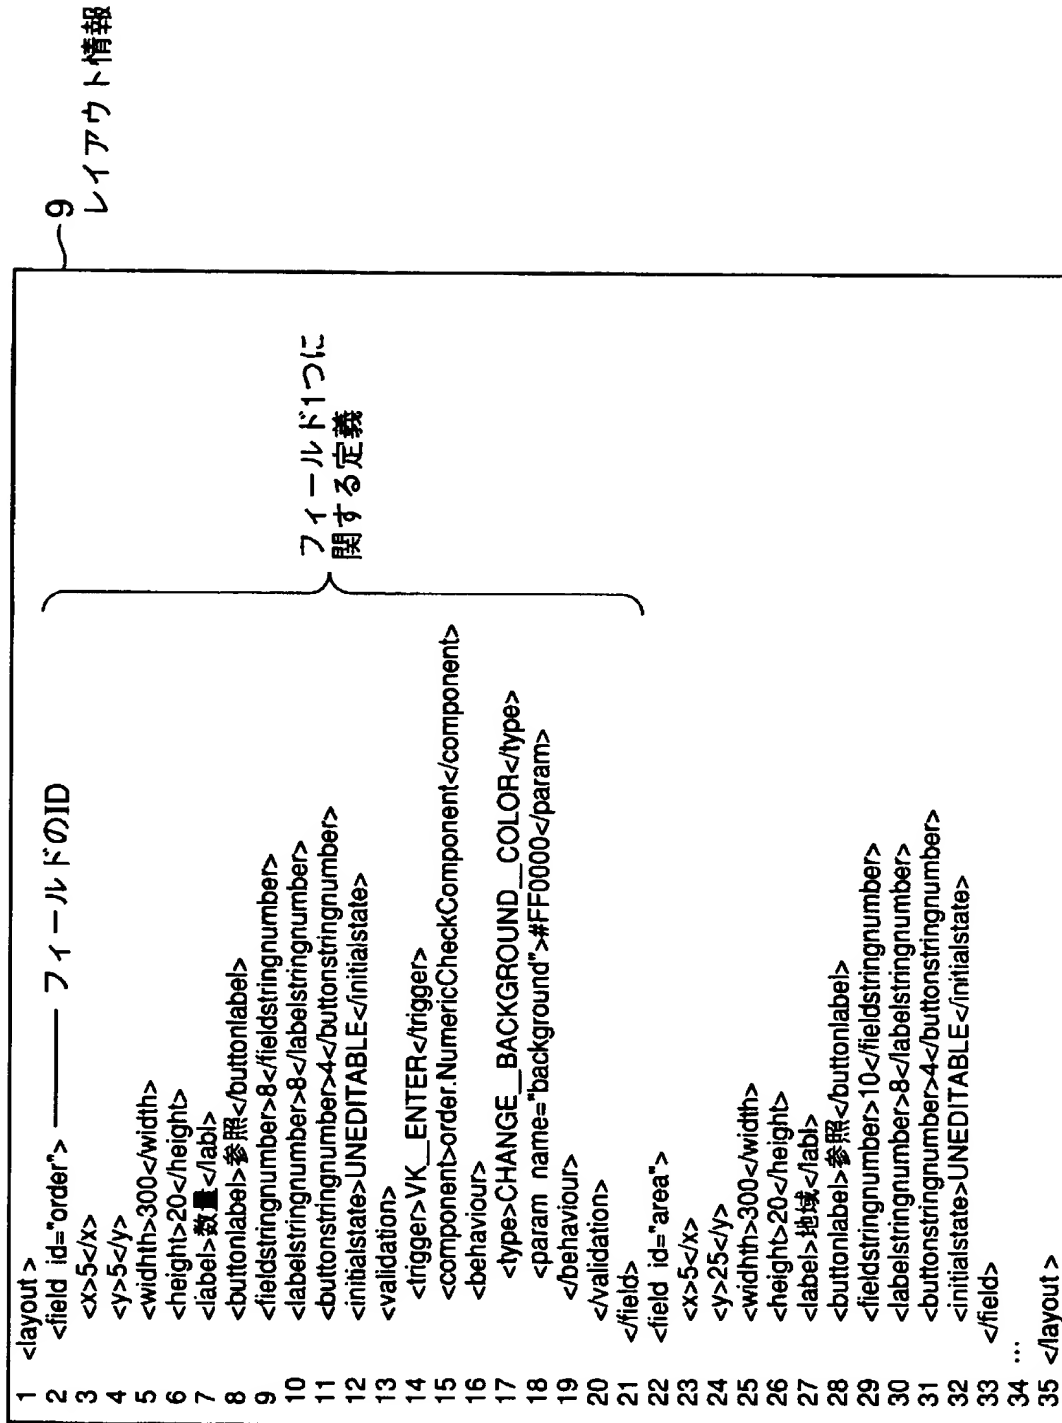 9
レイアウト情報
1 <layout >
2 <field id="order"> フィールドのID
3 <x>5</x>
4 <y>5</y>
5 <widhth>300</width>
6 <height>20</height>
7 <label>数量</labl>
8 <buttonlabel>参照</buttonlabel>
9 <fieldstringnumber>8</fieldstringnumber>
10 <labelstringnumber>8</labelstringnumber>
11 <buttonstringnumber>4</buttonstringnumber>
12 <initialstate>UNEDITABLE</initialstate>
13 <validation>
14 <trigger>VK__ENTER</trigger>
15 <component>order.NumericCheckComponent</component>
16 <behaviour>
17 <type>CHANGE__BACKGROUND__COLOR</type>
18 <param name="background">#FF0000</param>
19 </behaviour>
20 </validation>
21 </field>
フィールド1つに
関する定義
22 <field id="area">
23 <x>5</x>
24 <y>25</y>
25 <widhth>300</width>
26 <height>20</height>
27 <label>地域</labl>
28 <buttonlabel>参照</buttonlabel>
29 <fieldstringnumber>10</fieldstringnumber>
30 <labelstringnumber>8</labelstringnumber>
31 <buttonstringnumber>4</buttonstringnumber>
32 <initialstate>UNEDITABLE</initialstate>
33 </field>
34 …
35 </layout >